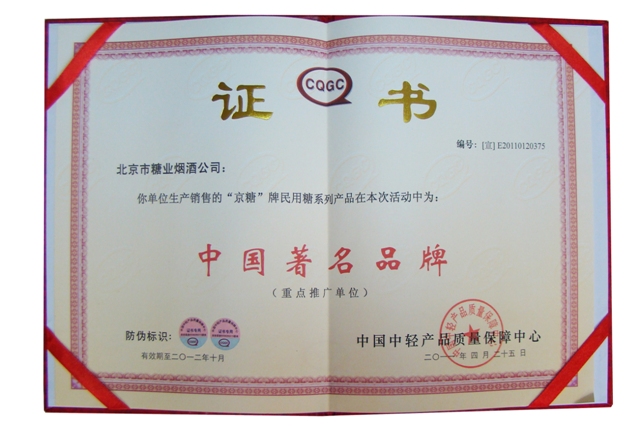 证 CQGC 书
编号：[京] E20110120375
北京市糖业烟酒公司：
你单位生产销售的“京糖”牌民用糖系列产品在本次活动中为：
中国著名品牌
（重点推广单位）
防伪标识：
有效期至二〇一二年十月
中国中轻产品质量保障中心
二〇一一年 四月 二十五日